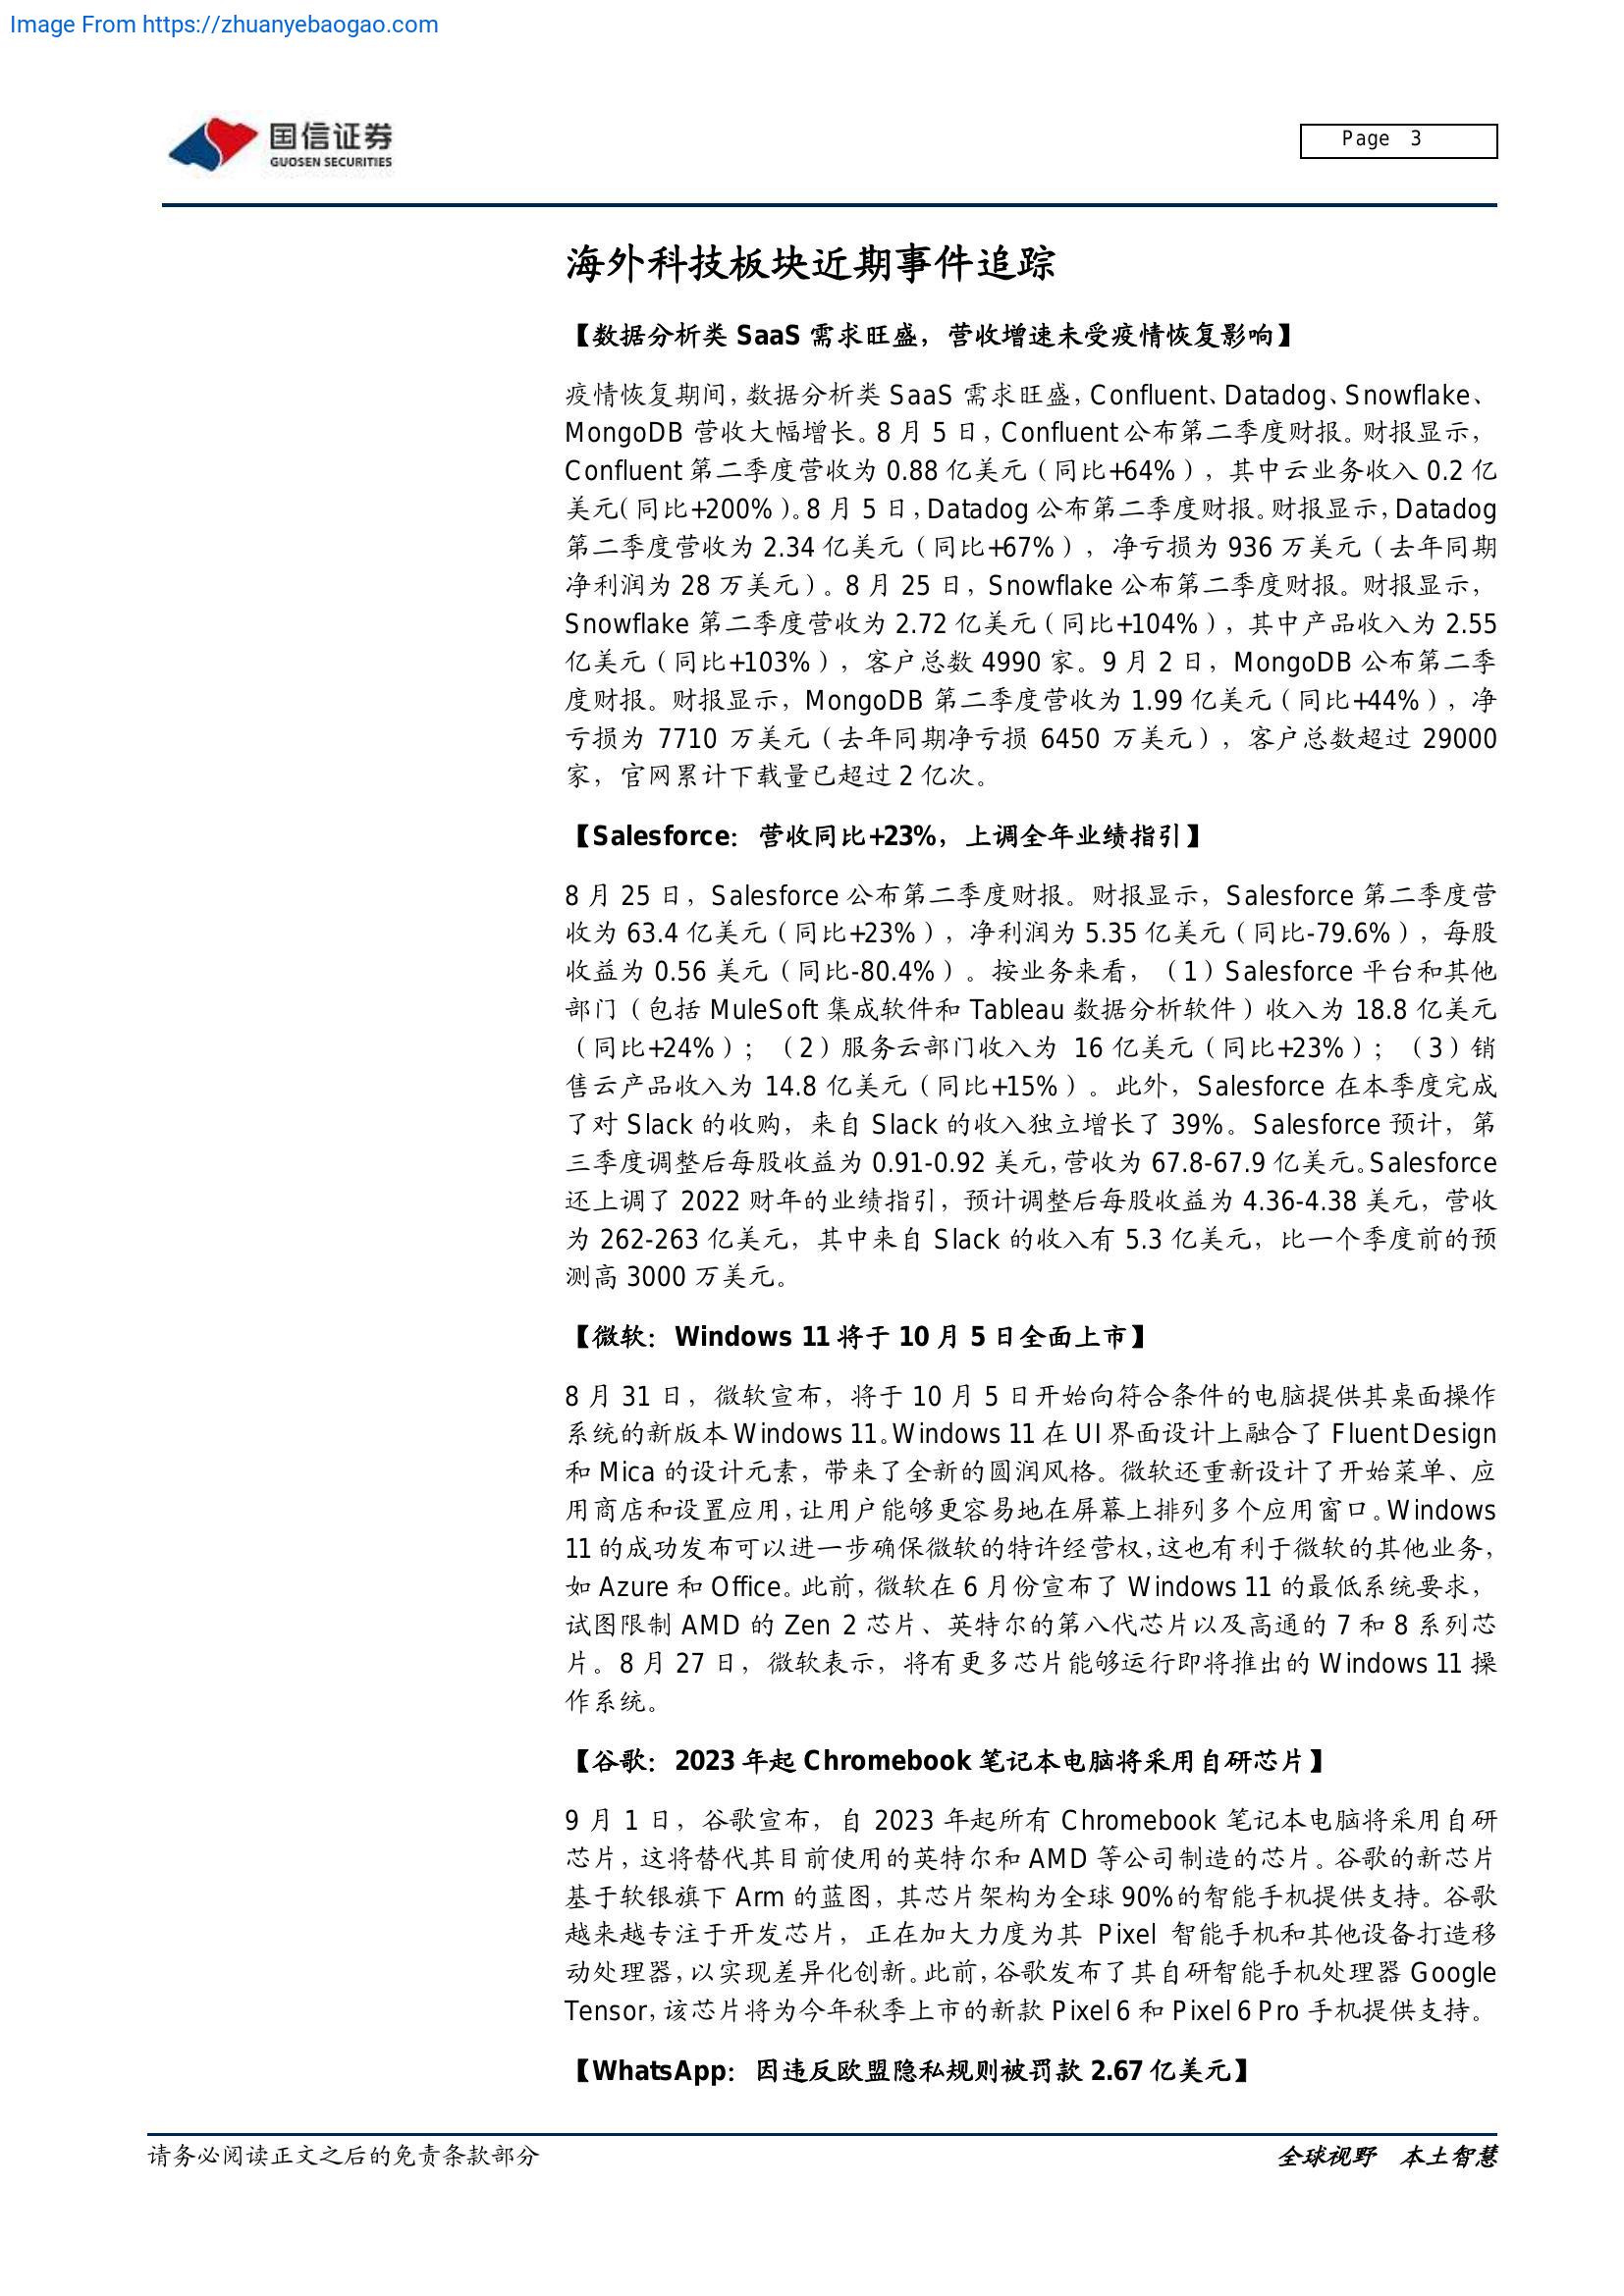 Image From https://zhuanyebaogao.com
国信证券
GUOSEN SECURITIES
Page 3
海外科技板块近期事件追踪
【数据分析类 SaaS 需求旺盛，营收增速未受疫情恢复影响】
疫情恢复期间，数据分析类 SaaS 需求旺盛，Confluent、Datadog、Snowflake、
MongoDB 营收大幅增长。8 月 5 日，Confluent 公布第二季度财报。财报显示，
Confluent 第二季度营收为 0.88 亿美元（同比+64%），其中云业务收入 0.2 亿
美元（同比+200%）。8 月 5 日，Datadog 公布第二季度财报。财报显示，Datadog
第二季度营收为 2.34 亿美元（同比+67%），净亏损为 936 万美元（去年同期
净利润为 28 万美元）。8 月 25 日，Snowflake 公布第二季度财报。财报显示，
Snowflake 第二季度营收为 2.72 亿美元（同比+104%），其中产品收入为 2.55
亿美元（同比+103%），客户总数 4990 家。9 月 2 日，MongoDB 公布第二季
度财报。财报显示，MongoDB 第二季度营收为 1.99 亿美元（同比+44%），净
亏损为 7710 万美元（去年同期净亏损 6450 万美元），客户总数超过 29000
家，官网累计下载量已超过 2 亿次。
【Salesforce：营收同比+23%，上调全年业绩指引】
8 月 25 日，Salesforce 公布第二季度财报。财报显示，Salesforce 第二季度营
收为 63.4 亿美元（同比+23%），净利润为 5.35 亿美元（同比-79.6%），每股
收益为 0.56 美元（同比-80.4%）。按业务来看，（1）Salesforce 平台和其他
部门（包括 MuleSoft 集成软件和 Tableau 数据分析软件）收入为 18.8 亿美元
（同比+24%）；（2）服务云部门收入为 16 亿美元（同比+23%）；（3）销
售云产品收入为 14.8 亿美元（同比+15%）。此外，Salesforce 在本季度完成
了对 Slack 的收购，来自 Slack 的收入独立增长了 39%。Salesforce 预计，第
三季度调整后每股收益为 0.91-0.92 美元，营收为 67.8-67.9 亿美元。Salesforce
还上调了 2022 财年的业绩指引，预计调整后每股收益为 4.36-4.38 美元，营收
为 262-263 亿美元，其中来自 Slack 的收入有 5.3 亿美元，比一个季度前的预
测高 3000 万美元。
【微软：Windows 11 将于 10 月 5 日全面上市】
8 月 31 日，微软宣布，将于 10 月 5 日开始向符合条件的电脑提供其桌面操作
系统的新版本 Windows 11。Windows 11 在 UI 界面设计上融合了 Fluent Design
和 Mica 的设计元素，带来了全新的圆润风格。微软还重新设计了开始菜单、应
用商店和设置应用，让用户能够更容易地在屏幕上排列多个应用窗口。Windows
11 的成功发布可以进一步确保微软的特许经营权，这也有利于微软的其他业务，
如 Azure 和 Office。此前，微软在 6 月份宣布了 Windows 11 的最低系统要求，
试图限制 AMD 的 Zen 2 芯片、英特尔的第八代芯片以及高通的 7 和 8 系列芯
片。8 月 27 日，微软表示，将有更多芯片能够运行即将推出的 Windows 11 操
作系统。
【谷歌：2023 年起 Chromebook 笔记本电脑将采用自研芯片】
9 月 1 日，谷歌宣布，自 2023 年起所有 Chromebook 笔记本电脑将采用自研
芯片，这将替代其目前使用的英特尔和 AMD 等公司制造的芯片。谷歌的新芯片
基于软银旗下 Arm 的蓝图，其芯片架构为全球 90%的智能手机提供支持。谷歌
越来越专注于开发芯片，正在加大力度为其 Pixel 智能手机和其他设备打造移
动处理器，以实现差异化创新。此前，谷歌发布了其自研智能手机处理器 Google
Tensor，该芯片将为今年秋季上市的新款 Pixel 6 和 Pixel 6 Pro 手机提供支持。
【WhatsApp：因违反欧盟隐私规则被罚款 2.67 亿美元】
请务必阅读正文之后的免责条款部分
全球视野 本土智慧